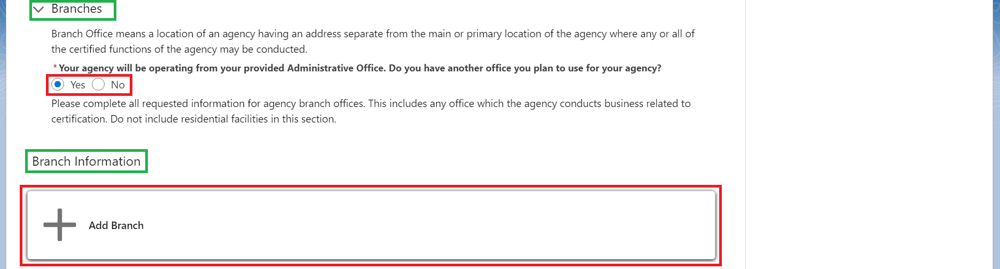 Branches
Branch Office means a location of an agency having an address separate from the main or primary location of the agency where any or all of
the certified functions of the agency may be conducted.
*Your agency will be operating from your provided Administrative Office. Do you have another office you plan to use for your agency?
Yes No
Please complete all requested information for agency branch offices. This includes any office which the agency conducts business related to
certification. Do not include residential facilities in this section.
Branch Information
Add Branch